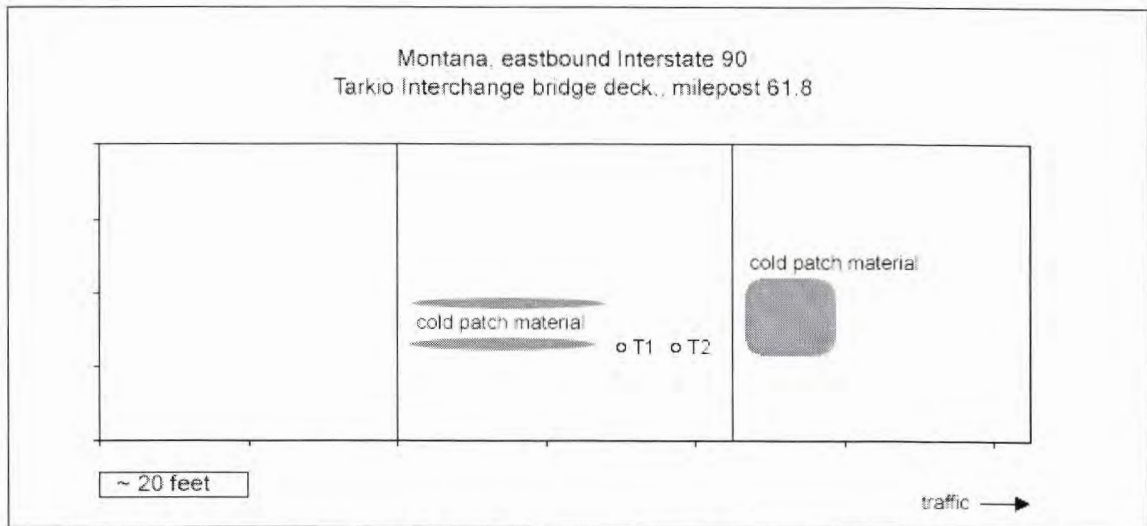 Montana, eastbound Interstate 90
Tarkio Interchange bridge deck., milepost 61.8
cold patch material
cold patch material
T1 T2
~ 20 feet
traffic